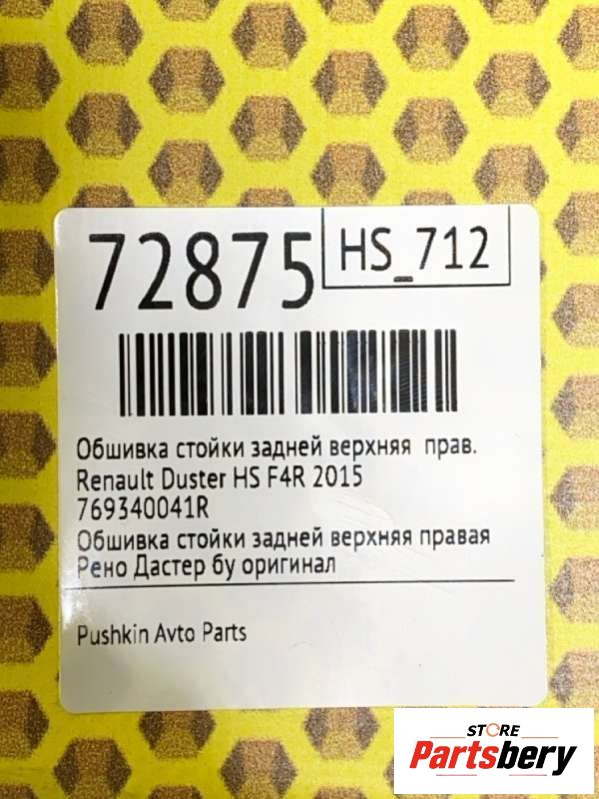 72875
HS_712
Обшивка стойки задней верхняя прав.
Renault Duster HS F4R 2015
769340041R
Обшивка стойки задней верхняя правая
Рено Дастер бу оригинал
Pushkin Avto Parts
STORE
Partsbery